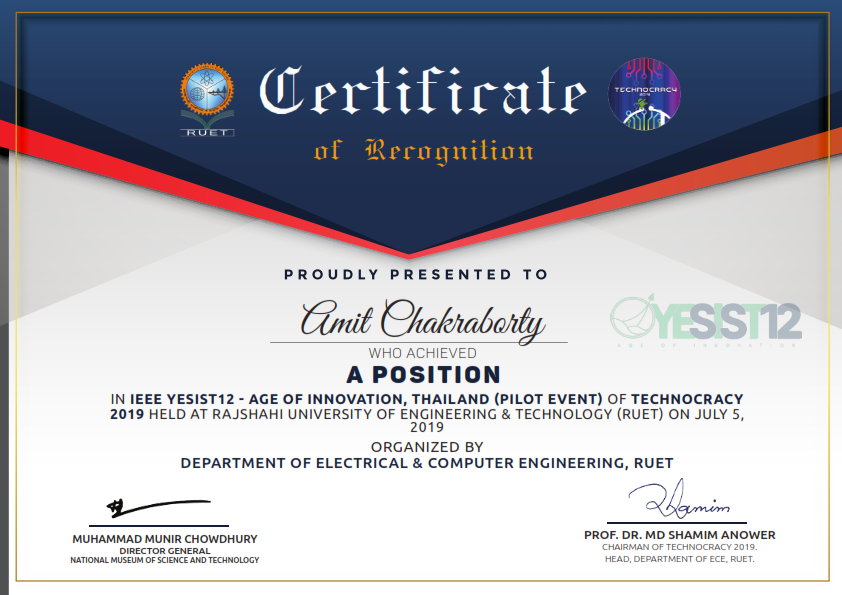 RUET
Certificate
TECHNOCRACY
2019
of Recognition
PROUDLY PRESENTED TO
Amit Chakraborty
YESIST12
AGE OF INNOVATION
WHO ACHIEVED
A POSITION
IN IEEE YESIST12 - AGE OF INNOVATION, THAILAND (PILOT EVENT) OF TECHNOCRACY
2019 HELD AT RAJSHAHI UNIVERSITY OF ENGINEERING & TECHNOLOGY (RUET) ON JULY 5,
2019
ORGANIZED BY
DEPARTMENT OF ELECTRICAL & COMPUTER ENGINEERING, RUET
MUHAMMAD MUNIR CHOWDHURY
DIRECTOR GENERAL
NATIONAL MUSEUM OF SCIENCE AND TECHNOLOGY
Shamim
PROF. DR. MD SHAMIM ANOWER
CHAIRMAN OF TECHNOCRACY 2019.
HEAD, DEPARTMENT OF ECE, RUET.